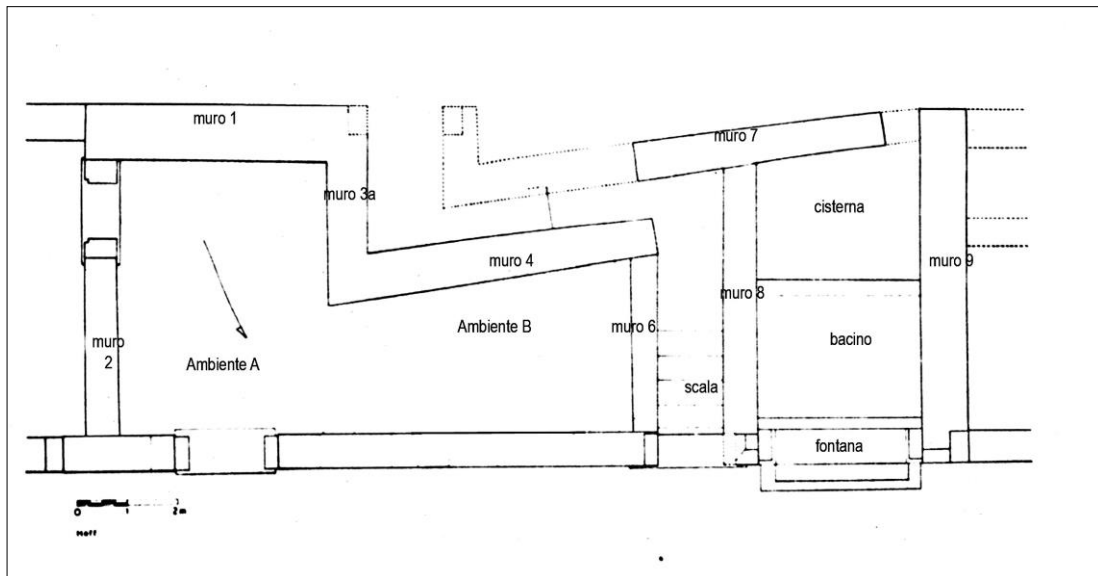 muro 1
muro 7
muro 3a
cisterna
muro 4
muro 9
muro 8
Ambiente B
muro 6
bacino
muro
2
Ambiente A
scala
fontana
0 1 2 m
Hoff